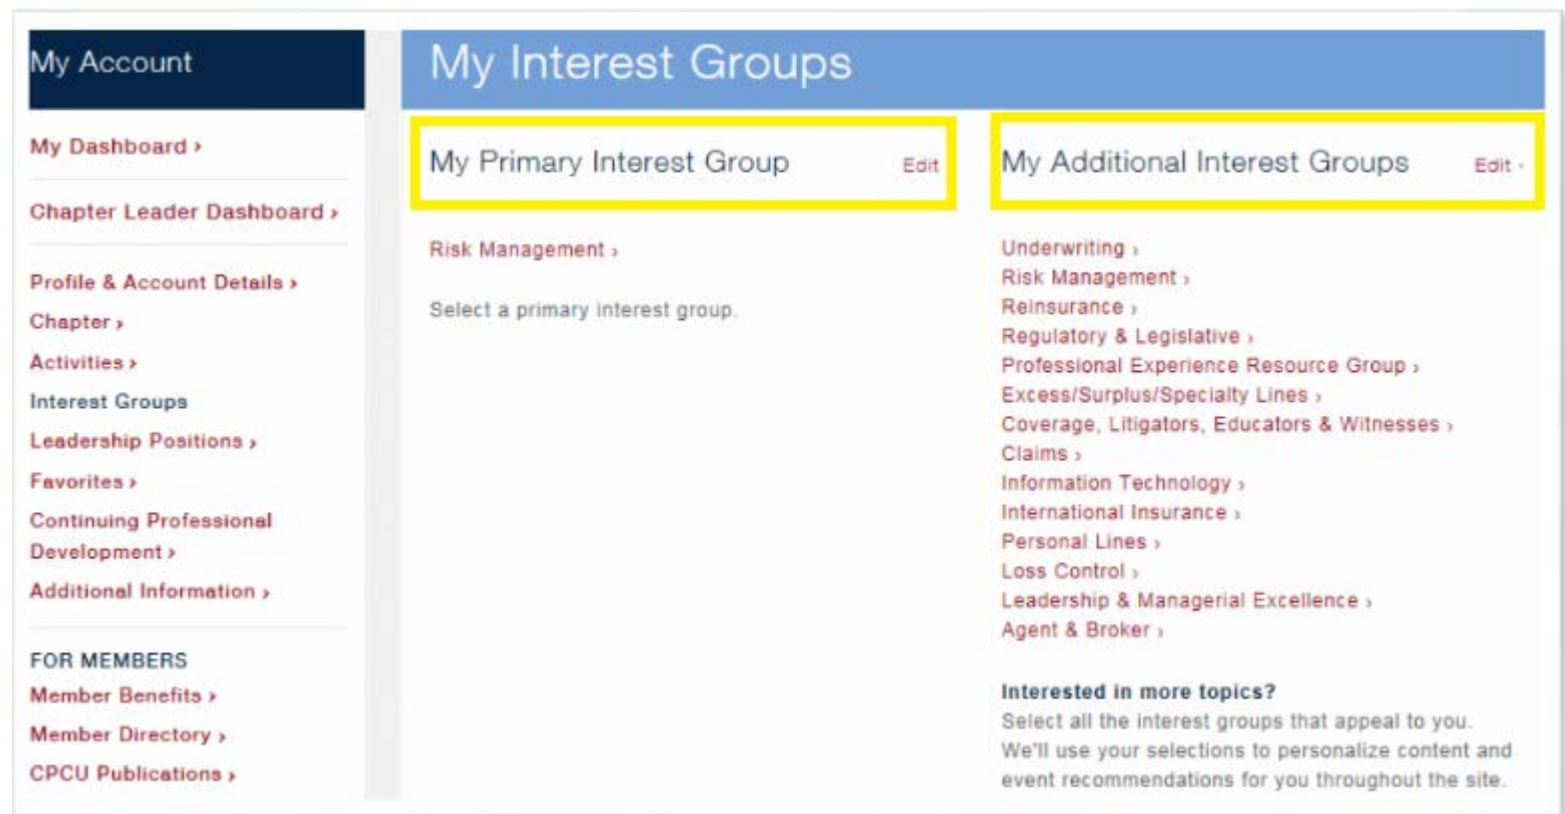 My Account
My Dashboard ›
Chapter Leader Dashboard ›
Profile & Account Details ›
Chapter ›
Activities ›
Interest Groups
Leadership Positions ›
Favorites ›
Continuing Professional
Development ›
Additional Information ›
FOR MEMBERS
Member Benefits ›
Member Directory ›
CPCU Publications ›
My Interest Groups
My Primary Interest Group Edit
Risk Management ›
Select a primary interest group.
My Additional Interest Groups Edit ›
Underwriting ›
Risk Management ›
Reinsurance ›
Regulatory & Legislative ›
Professional Experience Resource Group ›
Excess/Surplus/Specialty Lines ›
Coverage, Litigators, Educators & Witnesses ›
Claims ›
Information Technology ›
International Insurance ›
Personal Lines ›
Loss Control ›
Leadership & Managerial Excellence ›
Agent & Broker ›
Interested in more topics?
Select all the interest groups that appeal to you.
We'll use your selections to personalize content and
event recommendations for you throughout the site.